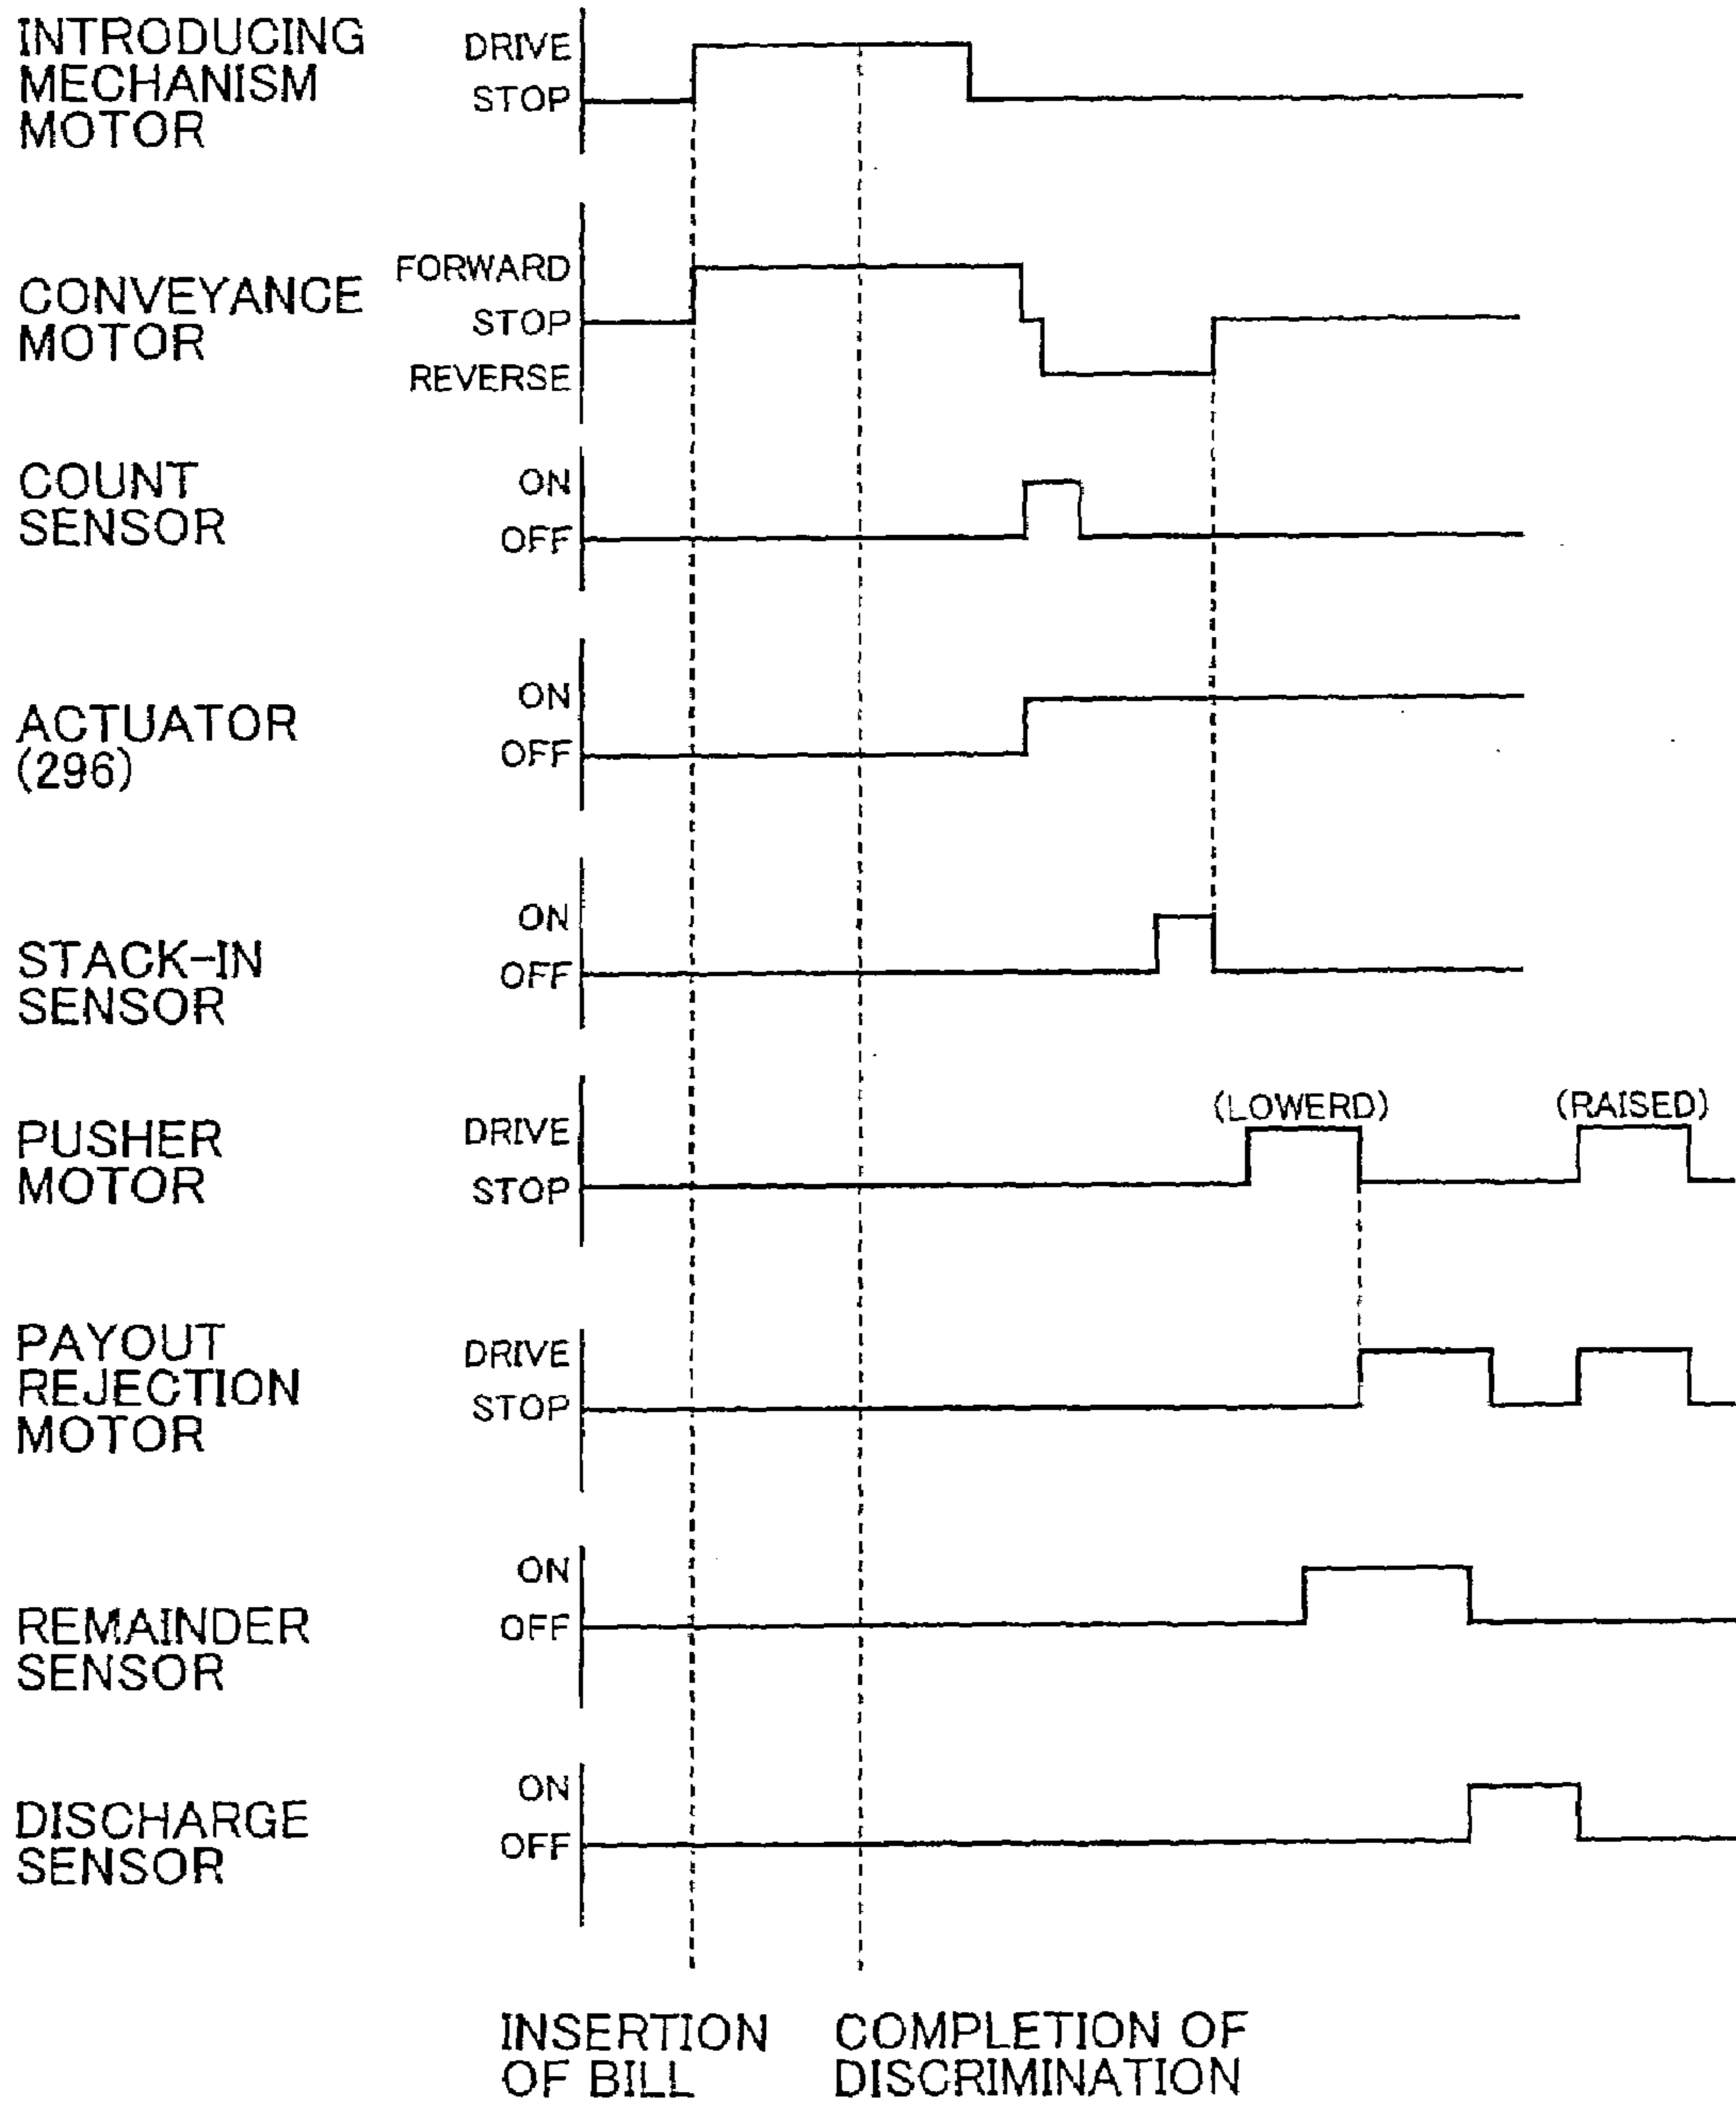 INTRODUCING
MECHANISM
MOTOR
DRIVE
STOP
CONVEYANCE
MOTOR
FORWARD
STOP
REVERSE
COUNT
SENSOR
ON
OFF
ACTUATOR
(296)
ON
OFF
STACK-IN
SENSOR
ON
OFF
PUSHER
MOTOR
DRIVE
STOP
(LOWERD)
(RAISED)
PAYOUT
REJECTION
MOTOR
DRIVE
STOP
REMAINDER
SENSOR
ON
OFF
DISCHARGE
SENSOR
ON
OFF
INSERTION
OF BILL
COMPLETION OF
DISCRIMINATION